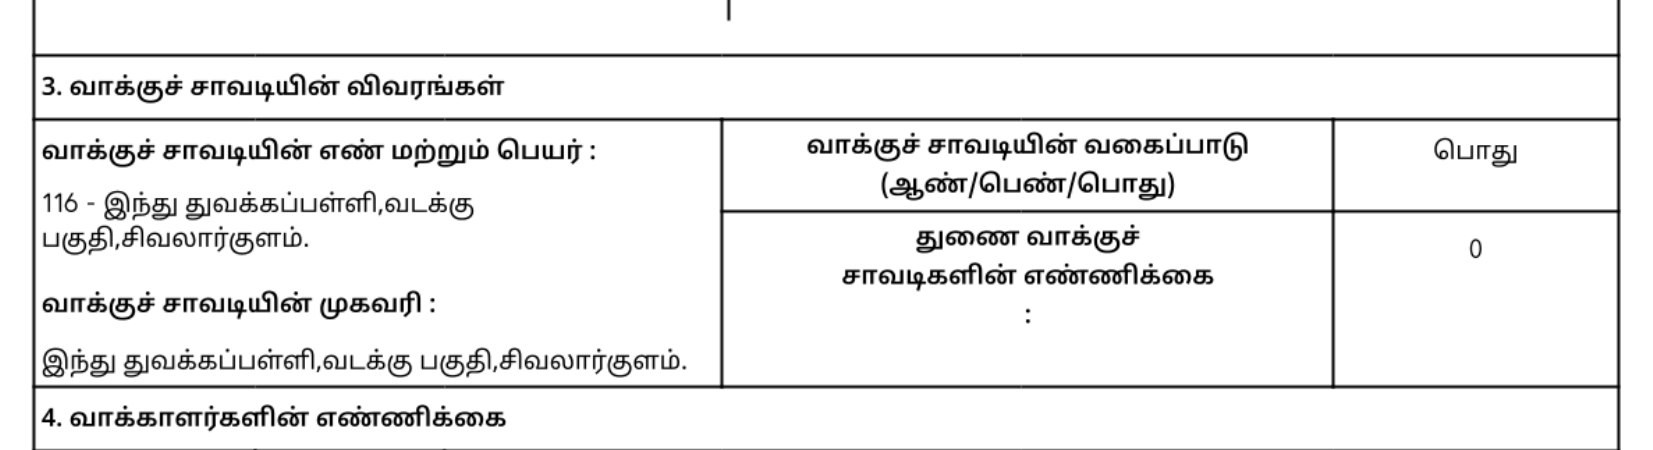 3. வாக்குச் சாவடியின் விவரங்கள்
வாக்குச் சாவடியின் எண் மற்றும் பெயர் :
116 - இந்து துவக்கப்பள்ளி,வடக்கு
பகுதி,சிவலார்குளம்.
வாக்குச் சாவடியின் முகவரி :
இந்து துவக்கப்பள்ளி,வடக்கு பகுதி,சிவலார்குளம்.
வாக்குச் சாவடியின் வகைப்பாடு
(ஆண்/பெண்/பொது)
பொது
துணை வாக்குச்
சாவடிகளின் எண்ணிக்கை
:
0
4. வாக்காளர்களின் எண்ணிக்கை